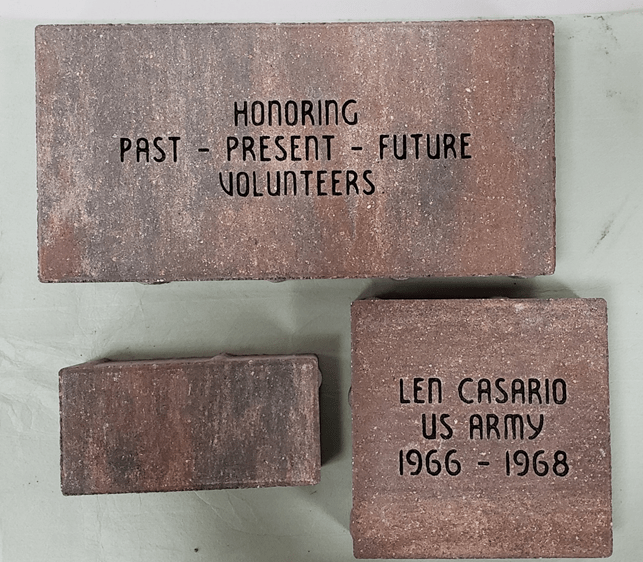 HONORING
PAST - PRESENT - FUTURE
VOLUNTEERS
LEN CASARIO
US ARMY
1966 - 1968